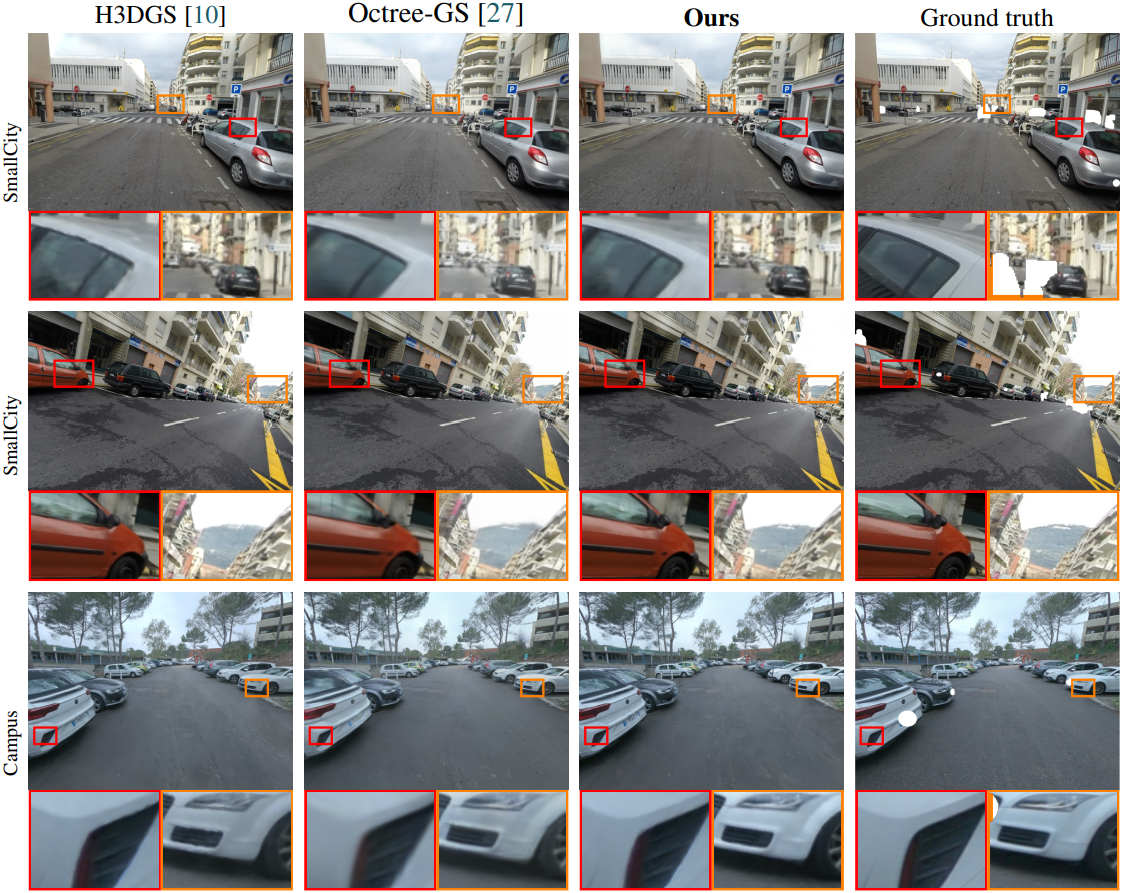 H3DGS [10] Octree-GS [27] Ours Ground truth
SmallCity
P P P P
SmallCity
Campus